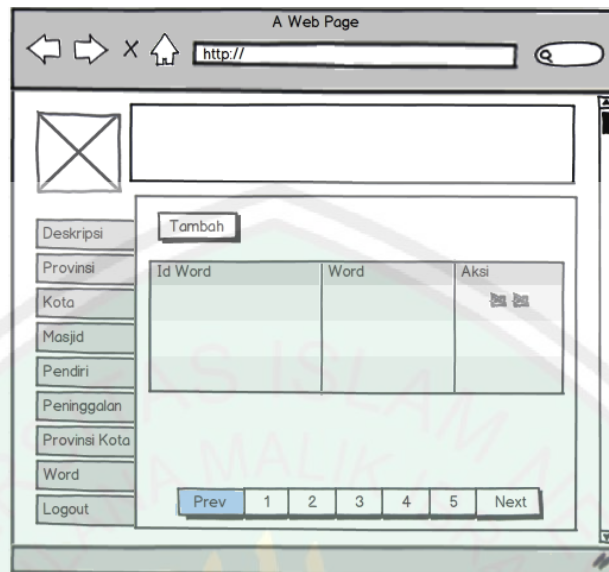 A Web Page
http://
Deskripsi
Provinsi
Kota
Masjid
Pendiri
Peninggalan
Provinsi Kota
Word
Logout
Tambah
Id Word Word Aksi
Prev 1 2 3 4 5 Next